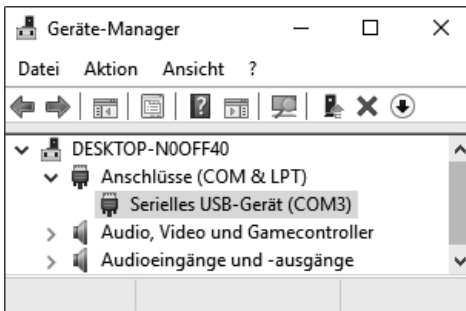 Geräte-Manager
Datei Aktion Ansicht ?
DESKTOP-N0OFF40
Anschlüsse (COM & LPT)
Serielles USB-Gerät (COM3)
Audio, Video und Gamecontroller
Audioeingänge und -ausgänge